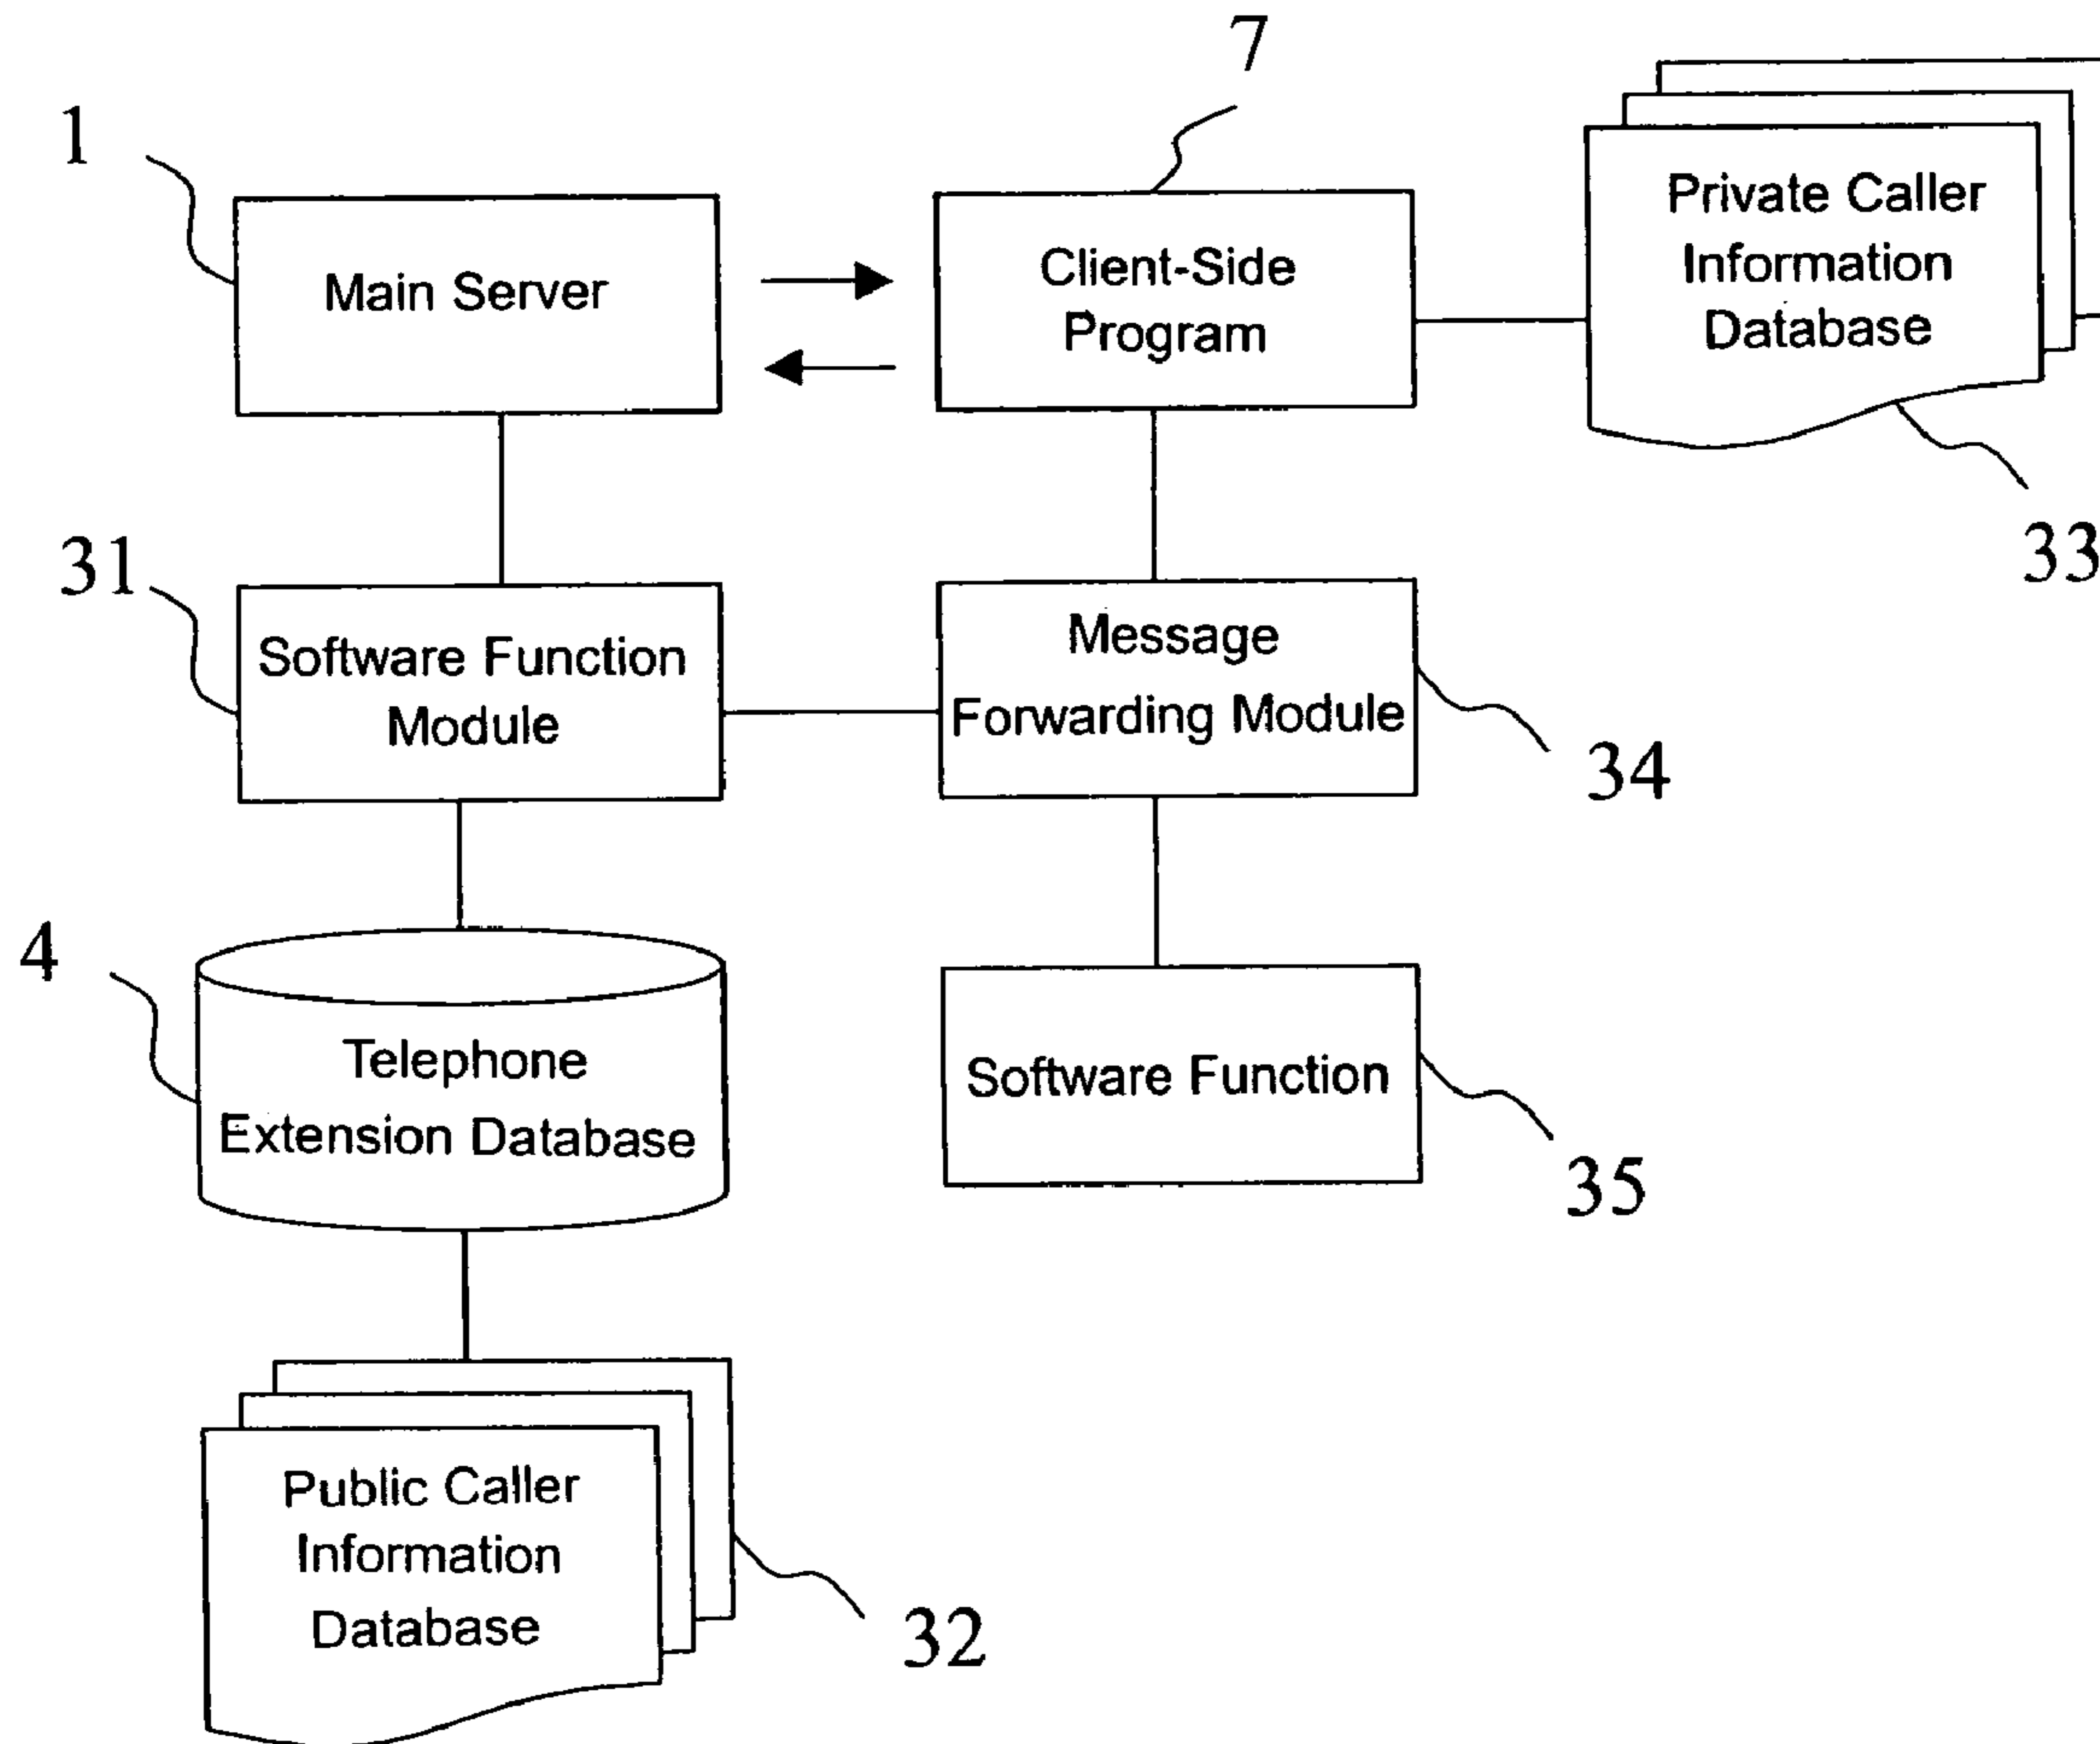 7
1
Main Server
Client-Side
Program
Private Caller
Information
Database
33
31
Software Function
Module
Message
Forwarding Module
34
4
Telephone
Extension Database
Software Function
35
Public Caller
Information
Database
32